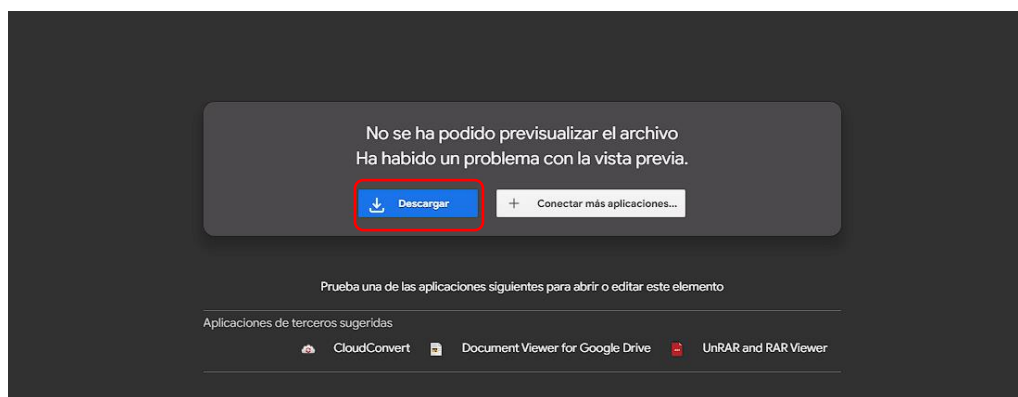 No se ha podido previsualizar el archivo
Ha habido un problema con la vista previa.
Descargar
Conectar más aplicaciones...
Prueba una de las aplicaciones siguientes para abrir o editar este elemento
Aplicaciones de terceros sugeridas
CloudConvert
Document Viewer for Google Drive
UnRAR and RAR Viewer